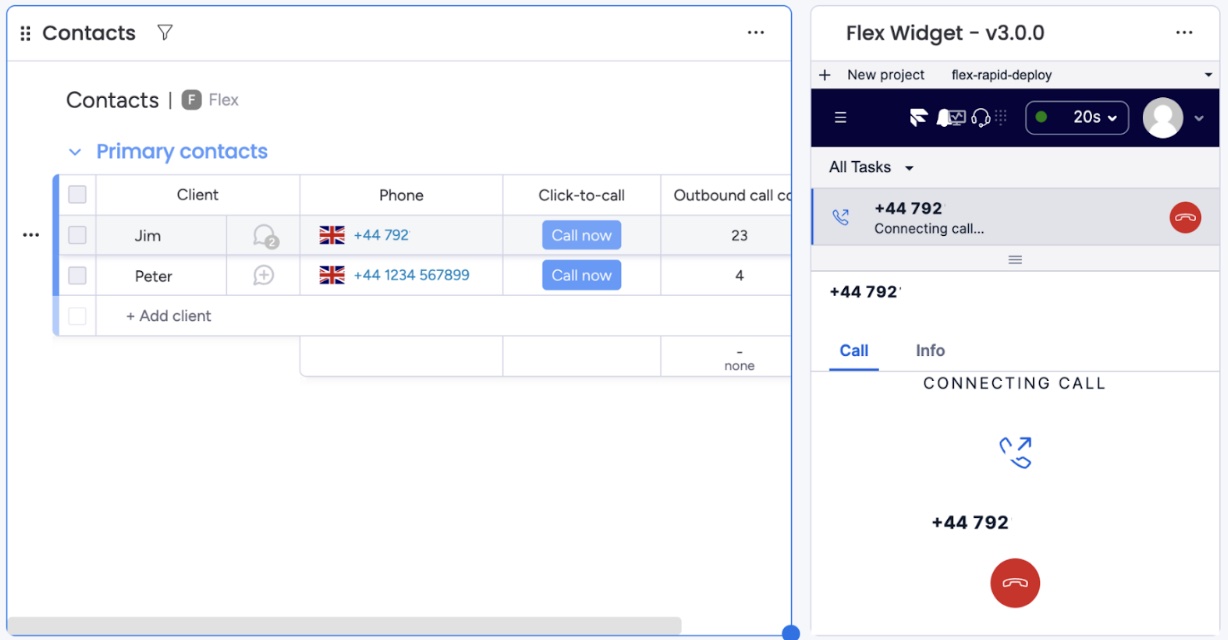 Contacts
Contacts | F Flex
Primary contacts
Client Phone Click-to-call Outbound call co
Jim 2 +44 792 Call now 23
Peter +44 1234 567899 Call now 4
+ Add client
-
none
Flex Widget - v3.0.0
+ New project flex-rapid-deploy
20s
All Tasks
+44 792
Connecting call...
+44 792
Call Info
CONNECTING CALL
+44 792